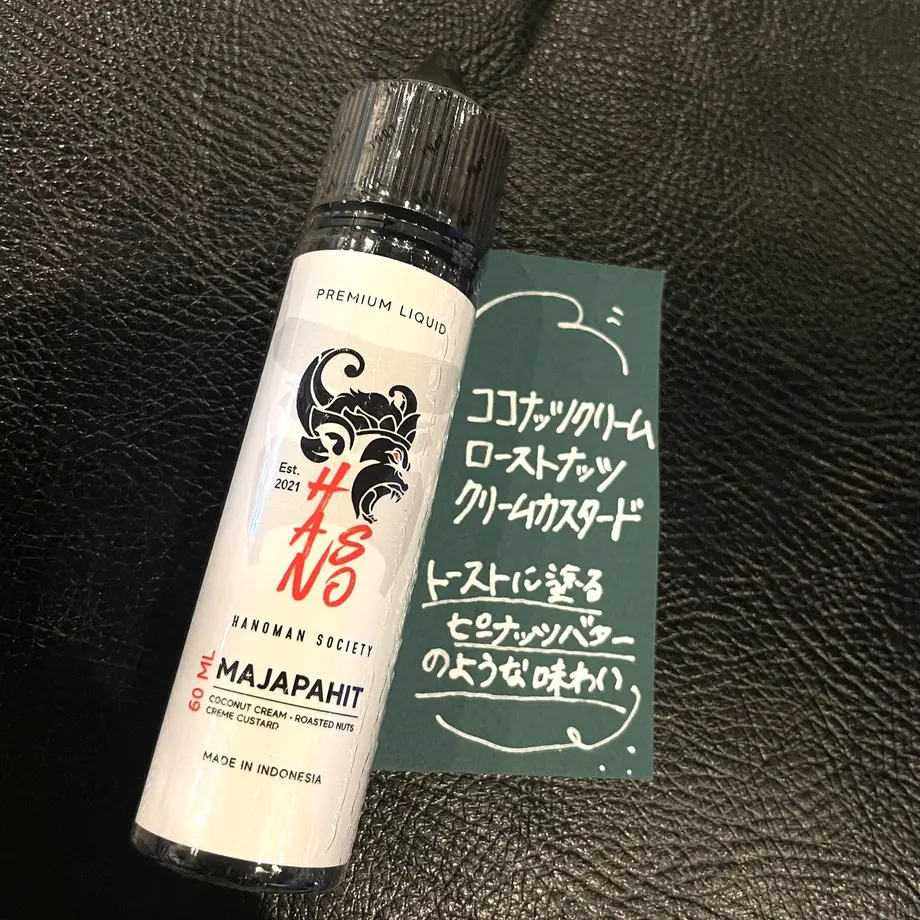 PREMIUM LIQUID
Est.
2021
HA
NSO
HANOMAN SOCIETY
60 ML
MAJAPAHIT
COCONUT CREAM • ROASTED NUTS
CREME CUSTARD
MADE IN INDONESIA
ココナッツクリーム
ローストナッツ
クリームカスタード
トーストに塗る
ピーナッツバター
のような味わい